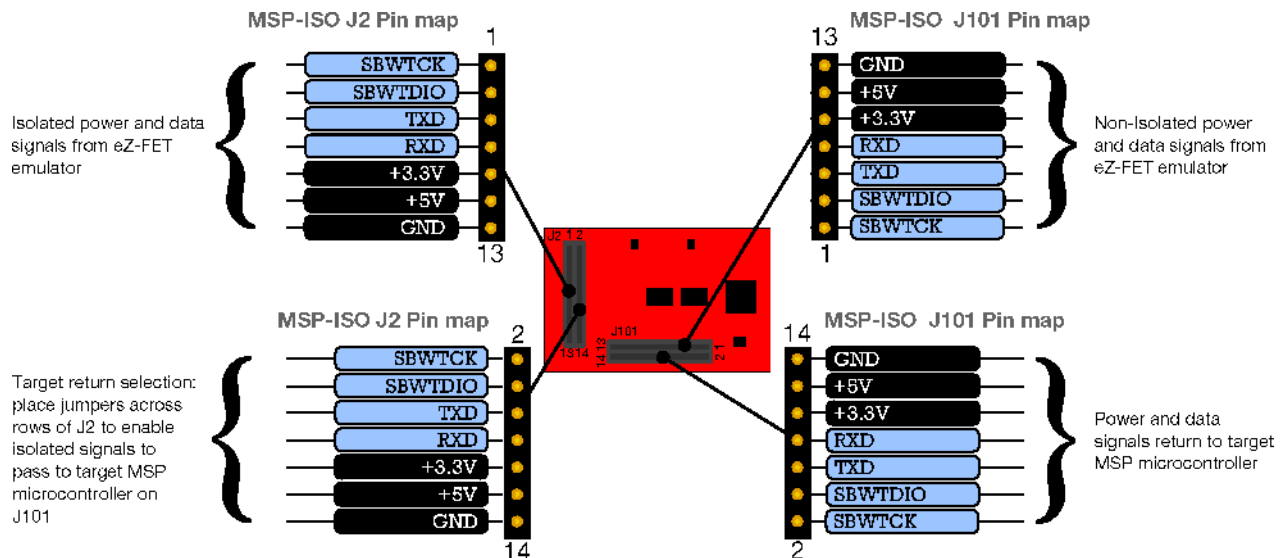 MSP-ISO J2 Pin map
1
SBWTCK
SBWTDIO
TXD
RXD
+3.3V
+5V
GND
13
Isolated power and data
signals from eZ-FET
emulator
MSP-ISO J101 Pin map
13
GND
+5V
+3.3V
RXD
TXD
SBWTDIO
SBWTCK
1
Non-Isolated power
and data signals from
eZ-FET emulator
J2 1 2
13 14
J101
14 13
2 1
MSP-ISO J2 Pin map
2
SBWTCK
SBWTDIO
TXD
RXD
+3.3V
+5V
GND
14
Target return selection:
place jumpers across
rows of J2 to enable
isolated signals to
pass to target MSP
microcontroller on
J101
MSP-ISO J101 Pin map
14
GND
+5V
+3.3V
RXD
TXD
SBWTDIO
SBWTCK
2
Power and data
signals return to target
MSP microcontroller